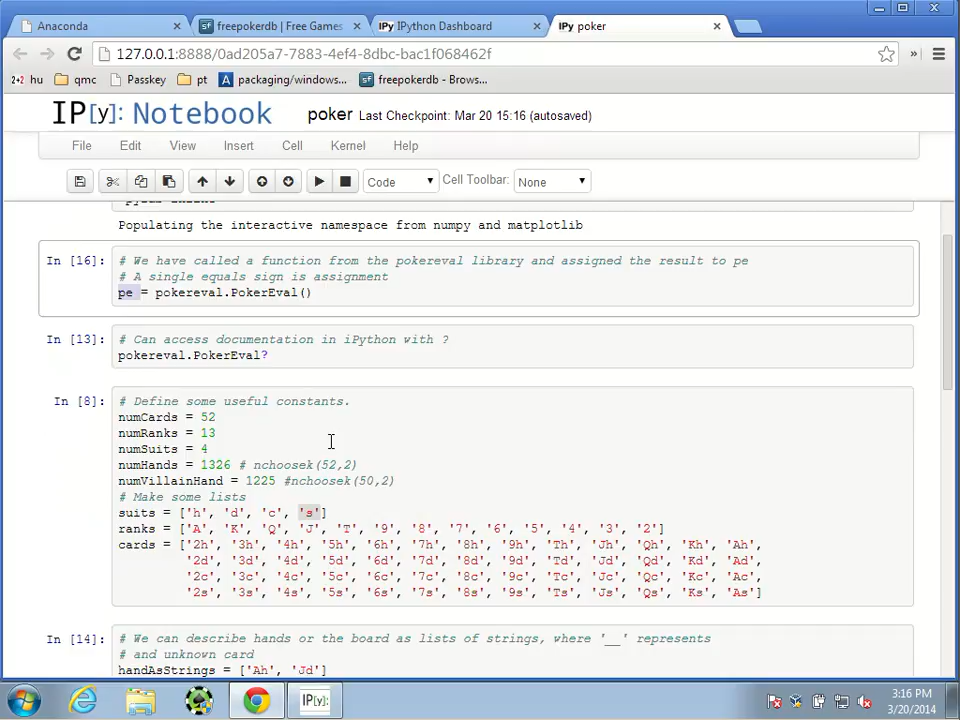 Anaconda
freepokerdb | Free Games
IPy IPython Dashboard
IPy poker
127.0.0.1:8888/0ad205a7-7883-4ef4-8dbc-bac1f068462f
2+2 hu
qmc
Passkey
pt
packaging/windows...
freepokerdb - Brows...
IP[y]: Notebook
poker Last Checkpoint: Mar 20 15:16 (autosaved)
File Edit View Insert Cell Kernel Help
Code
Cell Toolbar:
None
Populating the interactive namespace from numpy and matplotlib
In [16]:
# We have called a function from the pokereval library and assigned the result to pe
# A single equals sign is assignment
pe = pokereval.PokerEval()
In [13]:
# Can access documentation in iPython with ?
pokereval.PokerEval?
In [8]:
# Define some useful constants.
numCards = 52
numRanks = 13
numSuits = 4
numHands = 1326 # nchoosek(52,2)
numVillainHand = 1225 #nchoosek(50,2)
# Make some lists
suits = ['h', 'd', 'c', 's']
ranks = ['A', 'K', 'Q', 'J', 'T', '9', '8', '7', '6', '5', '4', '3', '2']
cards = ['2h', '3h', '4h', '5h', '6h', '7h', '8h', '9h', 'Th', 'Jh', 'Qh', 'Kh', 'Ah',
'2d', '3d', '4d', '5d', '6d', '7d', '8d', '9d', 'Td', 'Jd', 'Qd', 'Kd', 'Ad',
'2c', '3c', '4c', '5c', '6c', '7c', '8c', '9c', 'Tc', 'Jc', 'Qc', 'Kc', 'Ac',
'2s', '3s', '4s', '5s', '6s', '7s', '8s', '9s', 'Ts', 'Js', 'Qs', 'Ks', 'As']
In [14]:
# We can describe hands or the board as lists of strings, where '__' represents
# and unknown card
handAsStrings = ['Ah', 'Jd']
IP[y]:
3:16 PM
3/20/2014